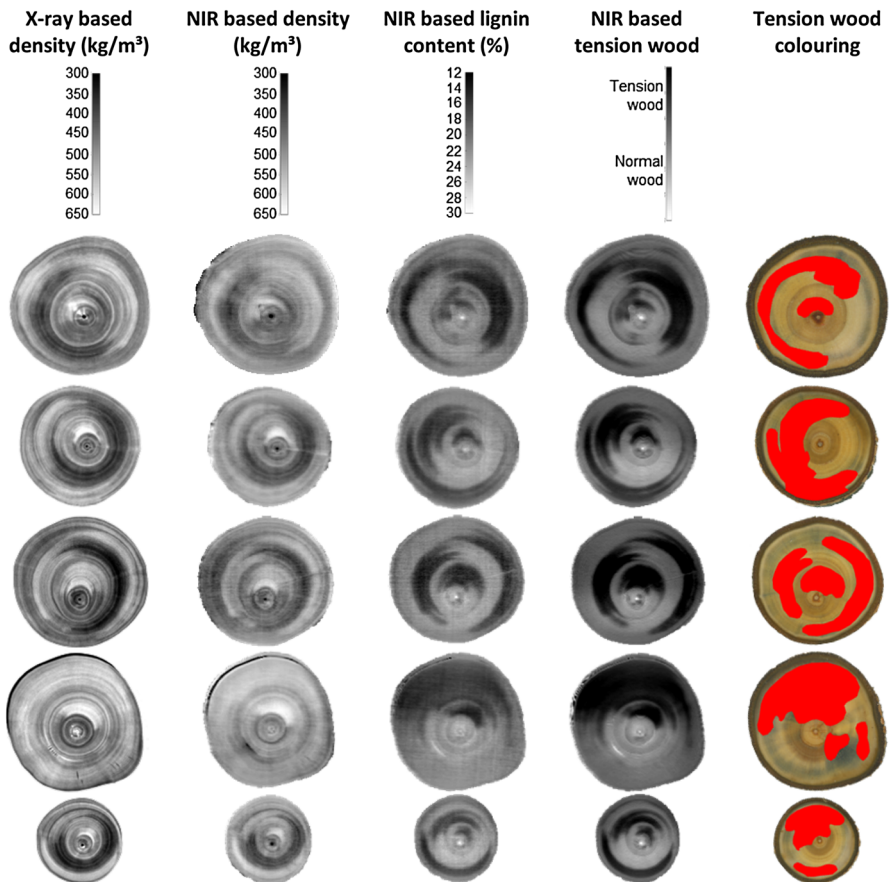 X-ray based
density (kg/m³)
NIR based density
(kg/m³)
NIR based lignin
content (%)
NIR based
tension wood
Tension wood
colouring
300
350
400
450
500
550
600
650
300
350
400
450
500
550
600
650
12
14
16
18
20
22
24
26
28
30
Tension
wood
Normal
wood